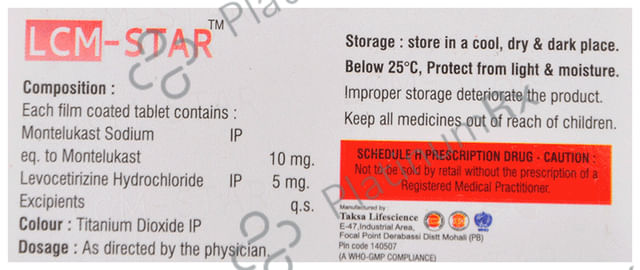 LCM-STAR™
Composition :
Each film coated tablet contains :
Montelukast Sodium IP
eq. to Montelukast 10 mg.
Levocetirizine Hydrochloride IP 5 mg.
Excipients q.s.
Colour : Titanium Dioxide IP
Dosage : As directed by the physician.
Storage : store in a cool, dry & dark place.
Below 25°C, Protect from light & moisture.
Improper storage deteriorate the product.
Keep all medicines out of reach of children.
SCHEDULE H PRESCRIPTION DRUG - CAUTION :
Not to be sold by retail without the prescription of a
Registered Medical Practitioner.
Manufactured by
Taksa Lifescience
E-47, Industrial Area,
Focal Point Derabassi Distt Mohali (PB)
Pin code 140507
(A WHO-GMP COMPLIANCE)
PlatinumRx